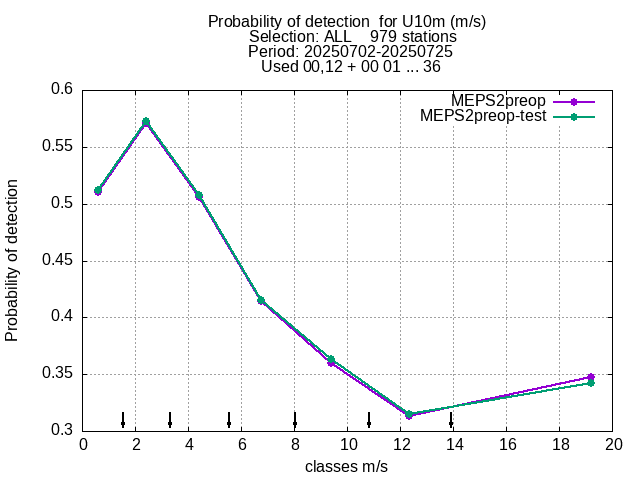 Probability of detection  for U10m (m/s)
Selection: ALL    979 stations
Period: 20250702-20250725
Used 00,12 + 00 01 ... 36
MEPS2preop
MEPS2preop-test
Probability of detection
0.6
0.55
0.5
0.45
0.4
0.35
0.3
0 2 4 6 8 10 12 14 16 18 20
classes m/s